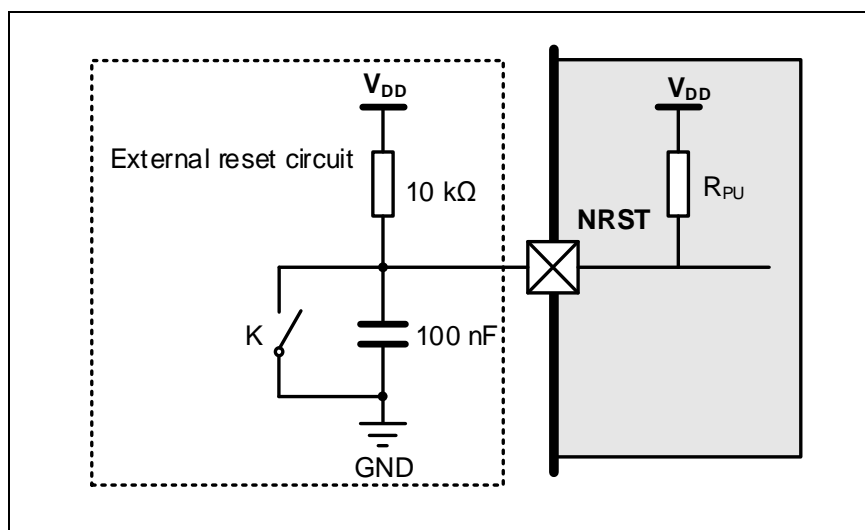 V_DD
V_DD
External reset circuit
10 kΩ
R_PU
NRST
K
100 nF
GND